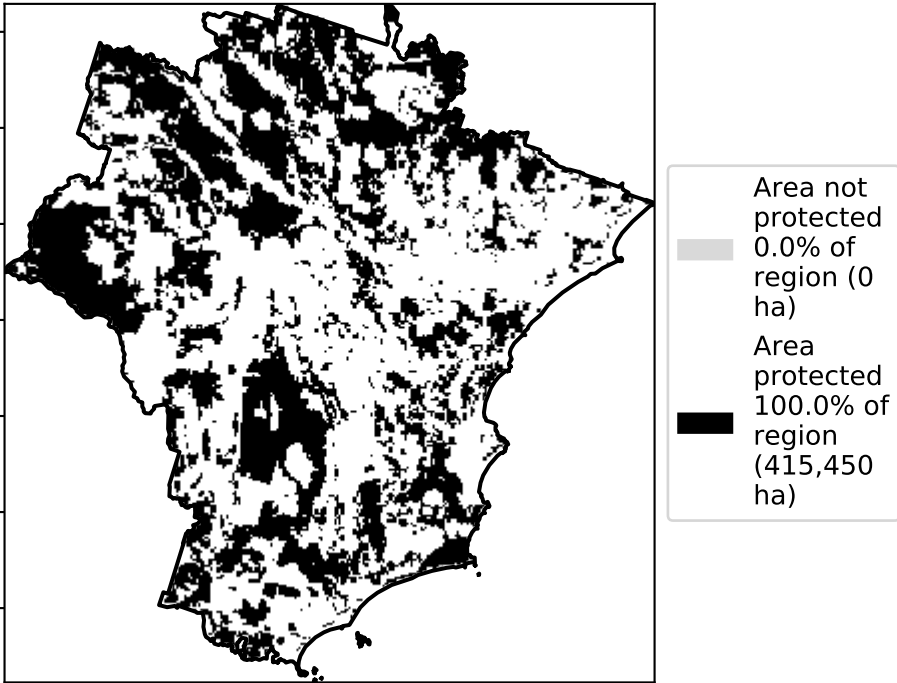 Area not
protected
0.0% of
region (0
ha)
Area
protected
100.0% of
region
(415,450
ha)